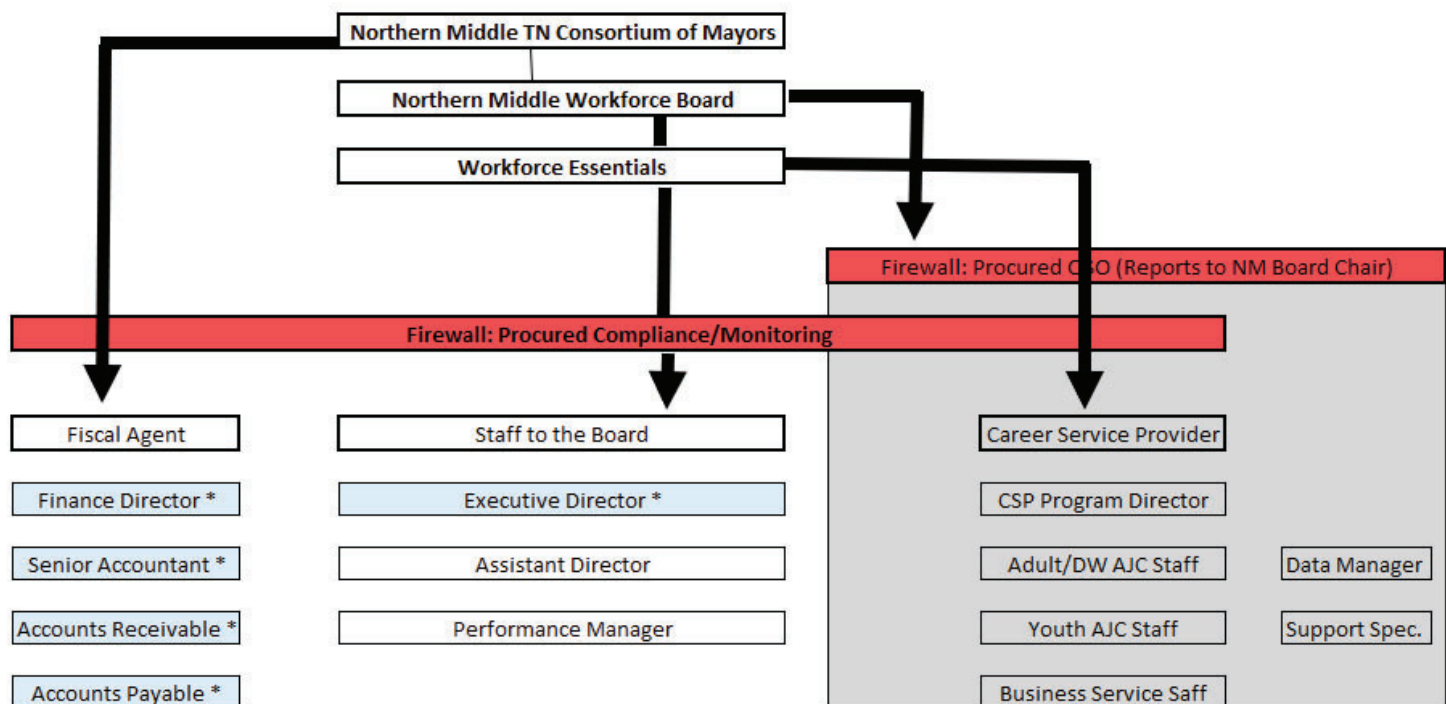 Northern Middle TN Consortium of Mayors
Northern Middle Workforce Board
Workforce Essentials
Firewall: Procured OSO (Reports to NM Board Chair)
Firewall: Procured Compliance/Monitoring
Fiscal Agent
Staff to the Board
Career Service Provider
Finance Director *
Executive Director *
CSP Program Director
Senior Accountant *
Assistant Director
Adult/DW AJC Staff
Data Manager
Accounts Receivable *
Performance Manager
Youth AJC Staff
Support Spec.
Accounts Payable *
Business Service Saff